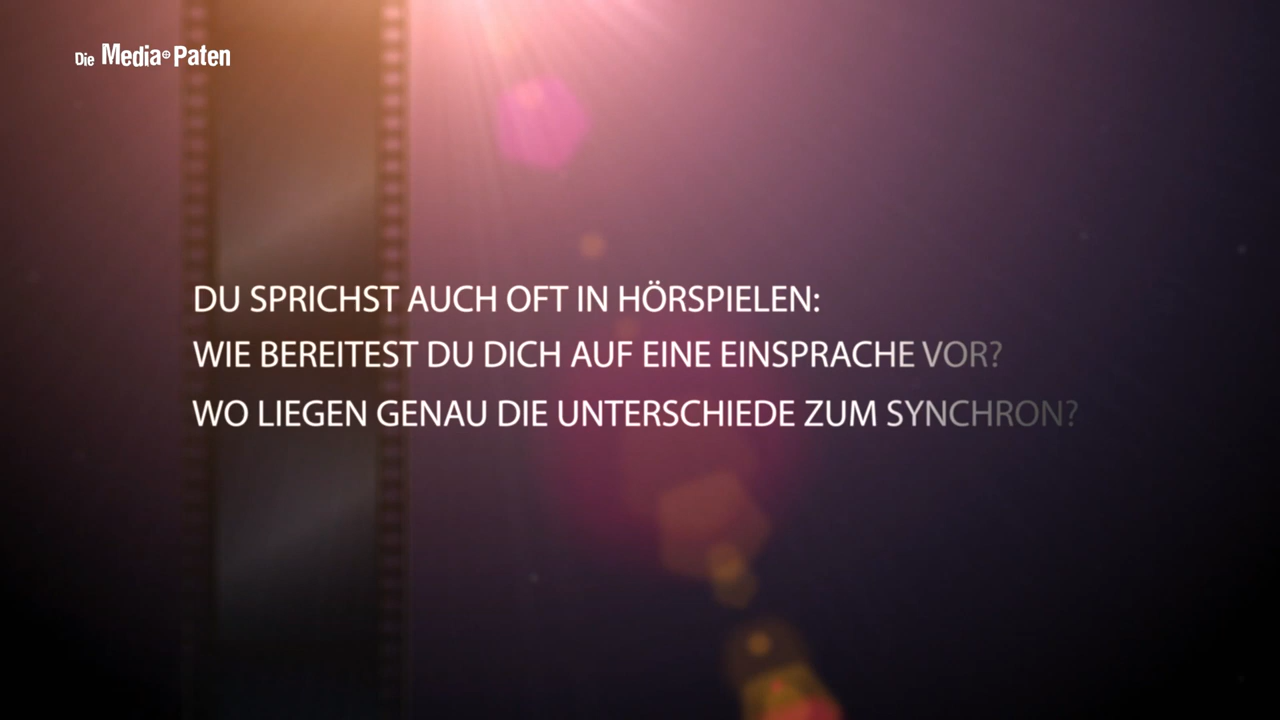 Die Media Paten
DU SPRICHST AUCH OFT IN HÖRSPIELEN:
WIE BEREITEST DU DICH AUF EINE EINSPRACHE VOR?
WO LIEGEN GENAU DIE UNTERSCHIEDE ZUM SYNCHRON?